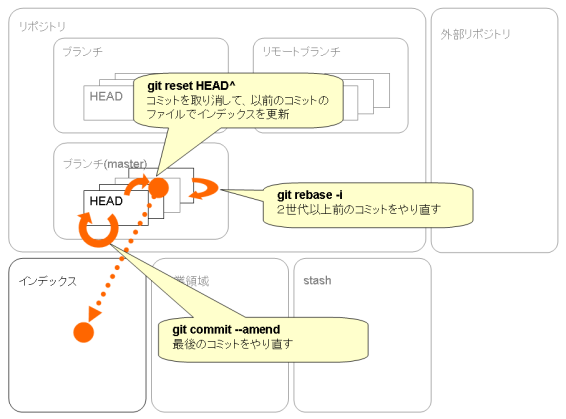 リポジトリ
外部リポジトリ
ブランチ
リモートブランチ
HEAD
git reset HEAD^
コミットを取り消して、以前のコミットの
ファイルでインデックスを更新
ブランチ(master)
HEAD
git rebase -i
２世代以上前のコミットをやり直す
インデックス
業領域
stash
git commit --amend
最後のコミットをやり直す